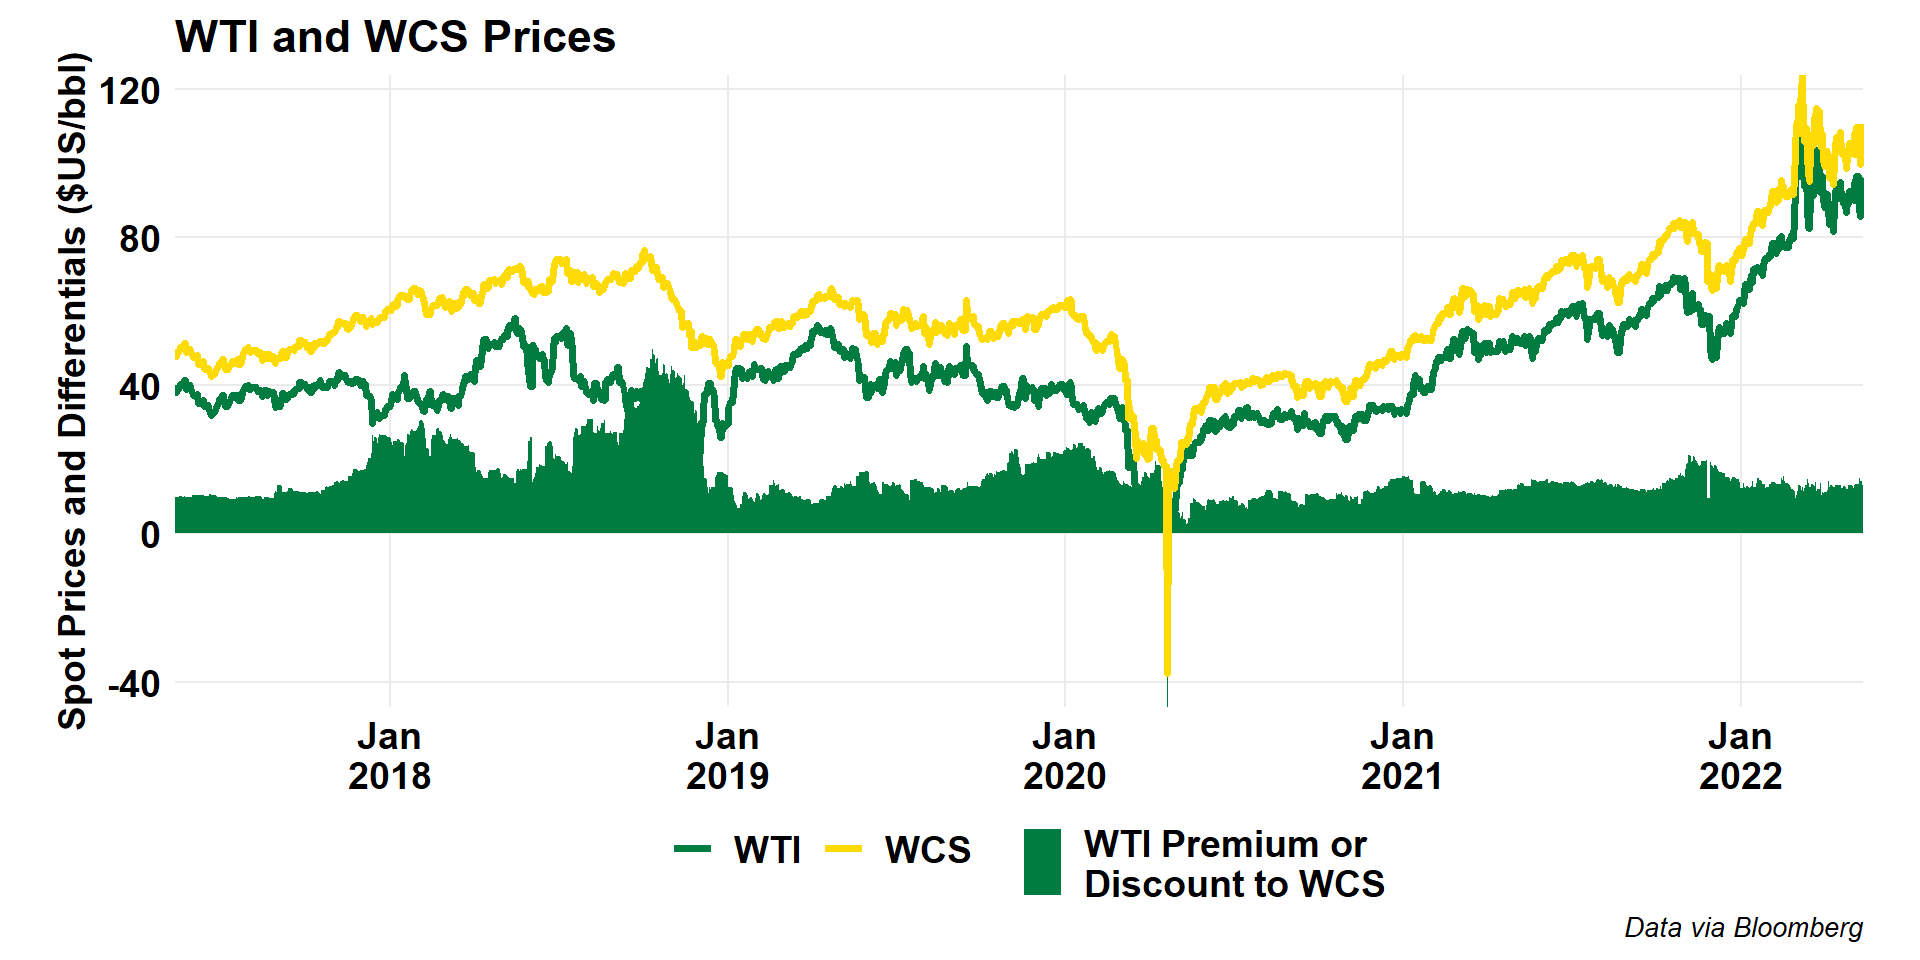 WTI and WCS Prices
Spot Prices and Differentials ($US/bbl)
120
80
40
0
-40
Jan
2018
Jan
2019
Jan
2020
Jan
2021
Jan
2022
WTI
WCS
WTI Premium or
Discount to WCS
Data via Bloomberg